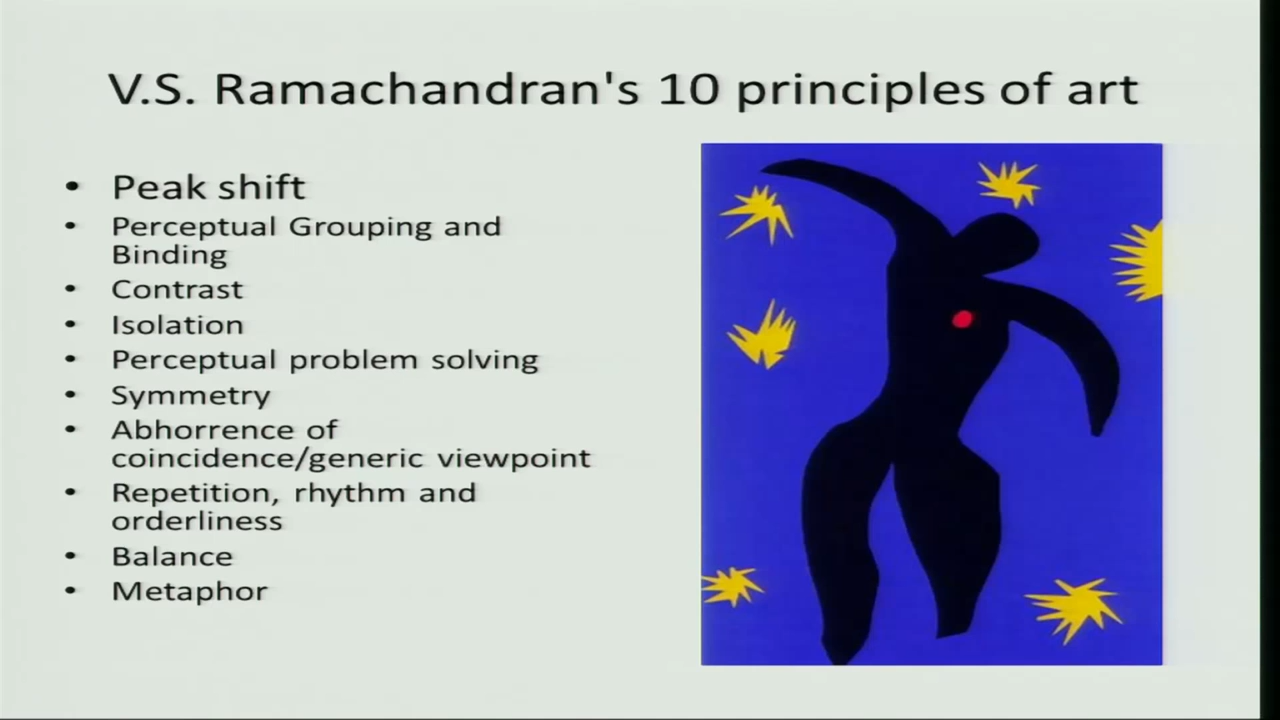 V.S. Ramachandran's 10 principles of art
• Peak shift
• Perceptual Grouping and
Binding
• Contrast
• Isolation
• Perceptual problem solving
• Symmetry
• Abhorrence of
coincidence/generic viewpoint
• Repetition, rhythm and
orderliness
• Balance
• Metaphor